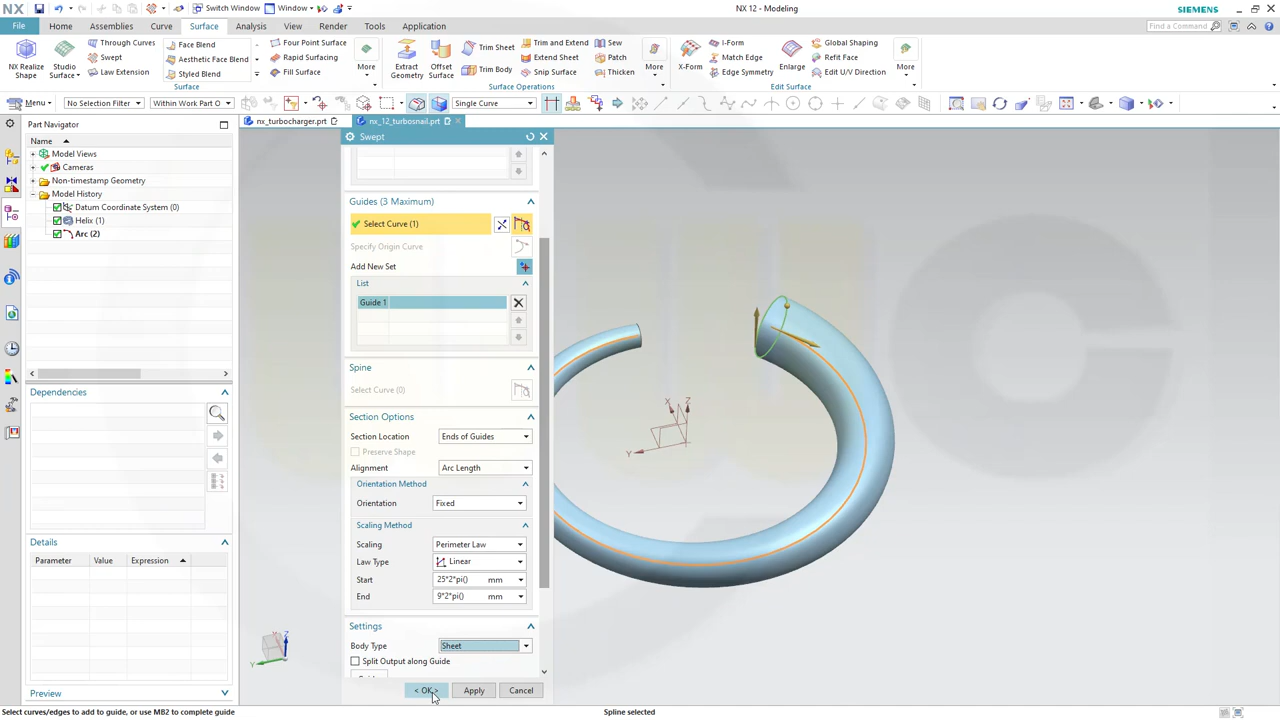 NX
Switch Window
Window
NX 12 - Modeling
SIEMENS
File
Home
Assemblies
Curve
Surface
Analysis
View
Render
Tools
Application
Find a Command
NX Realize
Shape
Studio
Surface
Through Curves
Swept
Law Extension
Face Blend
Aesthetic Face Blend
Styled Blend
Four Point Surface
Rapid Surfacing
Fill Surface
More
Surface
Extract
Geometry
Offset
Surface
Trim Sheet
Trim Body
Trim and Extend
Extend Sheet
Snip Surface
Sew
Patch
Thicken
More
Surface Operations
X-Form
I-Form
Match Edge
Edge Symmetry
Enlarge
Global Shaping
Refit Face
Edit U/V Direction
More
Edit Surface
Menu
No Selection Filter
Within Work Part O
Single Curve
Part Navigator
Name
Model Views
Cameras
Non-timestamp Geometry
Model History
Datum Coordinate System (0)
Helix (1)
Arc (2)
Dependencies
Details
Parameter
Value
Expression
Preview
nx_turbocharger.prt
nx_12_turbosnail.prt
Swept
Guides (3 Maximum)
Select Curve (1)
Specify Origin Curve
Add New Set
List
Guide 1
Spine
Select Curve (0)
Section Options
Section Location
Ends of Guides
Preserve Shape
Alignment
Arc Length
Orientation Method
Orientation
Fixed
Scaling Method
Scaling
Perimeter Law
Law Type
Linear
Start
25*2*pi()
mm
End
9*2*pi()
mm
Settings
Body Type
Sheet
Split Output along Guide
< OK >
Apply
Cancel
X
Z
Y
Z
Y
Select curves/edges to add to guide, or use MB2 to complete guide
Spline selected